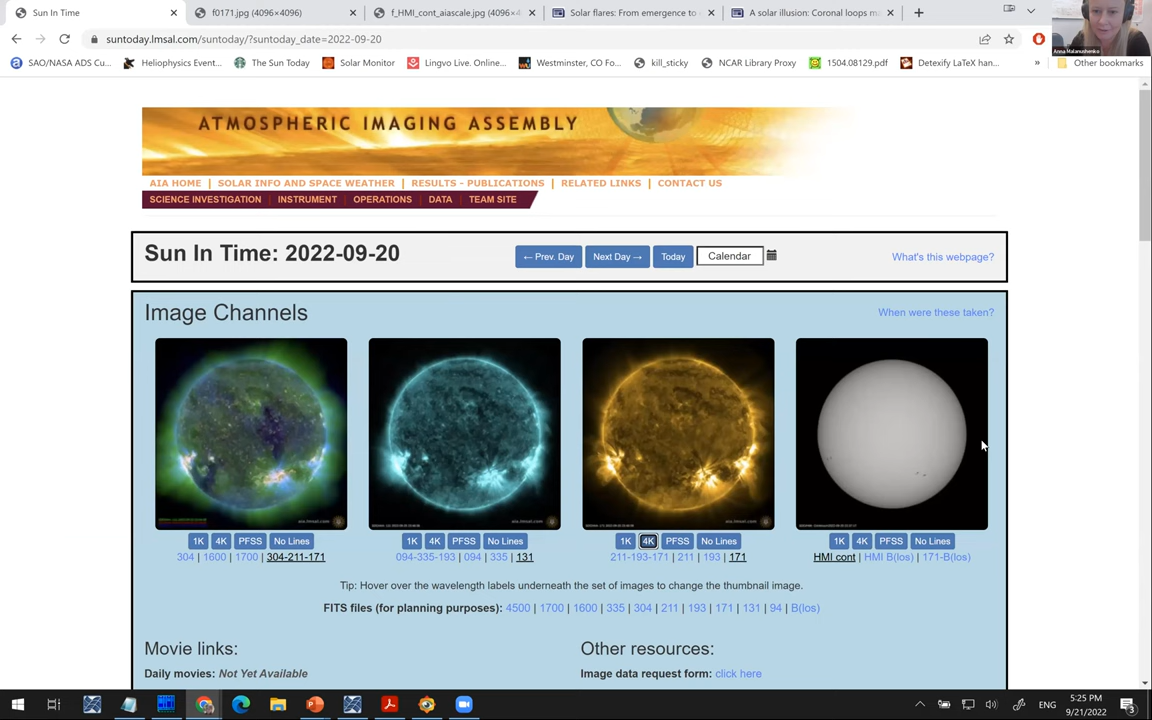 Sun In Time
f0171.jpg (4096×4096)
f_HMI_cont_aiascale.jpg (4096×4
Solar flares: From emergence to
A solar illusion: Coronal loops m
Anna Malanushenko
suntoday.lmsal.com/suntoday/?suntoday_date=2022-09-20
SAO/NASA ADS Cu...
Heliophysics Event...
The Sun Today
Solar Monitor
Lingvo Live. Online...
Westminster, CO Fo...
kill_sticky
NCAR Library Proxy
1504.08129.pdf
Detexify LaTeX han...
»
Other bookmarks
ATMOSPHERIC IMAGING ASSEMBLY
AIA HOME | SOLAR INFO AND SPACE WEATHER | RESULTS - PUBLICATIONS | RELATED LINKS | CONTACT US
SCIENCE INVESTIGATION | INSTRUMENT | OPERATIONS | DATA | TEAM SITE
Sun In Time: 2022-09-20
← Prev. Day
Next Day →
Today
Calendar
What's this webpage?
Image Channels
When were these taken?
aia.lmsal.com
aia.lmsal.com
1K 4K PFSS No Lines
1K 4K PFSS No Lines
1K 4K PFSS No Lines
1K 4K PFSS No Lines
304 | 1600 | 1700 | 304-211-171
094-335-193 | 094 | 335 | 131
211-193-171 | 211 | 193 | 171
HMI cont | HMI B(los) | 171-B(los)
Tip: Hover over the wavelength labels underneath the set of images to change the thumbnail image.
FITS files (for planning purposes): 4500 | 1700 | 1600 | 335 | 304 | 211 | 193 | 171 | 131 | 94 | B(los)
Movie links:
Daily movies: Not Yet Available
Other resources:
Image data request form: click here
ENG
5:25 PM
9/21/2022
3